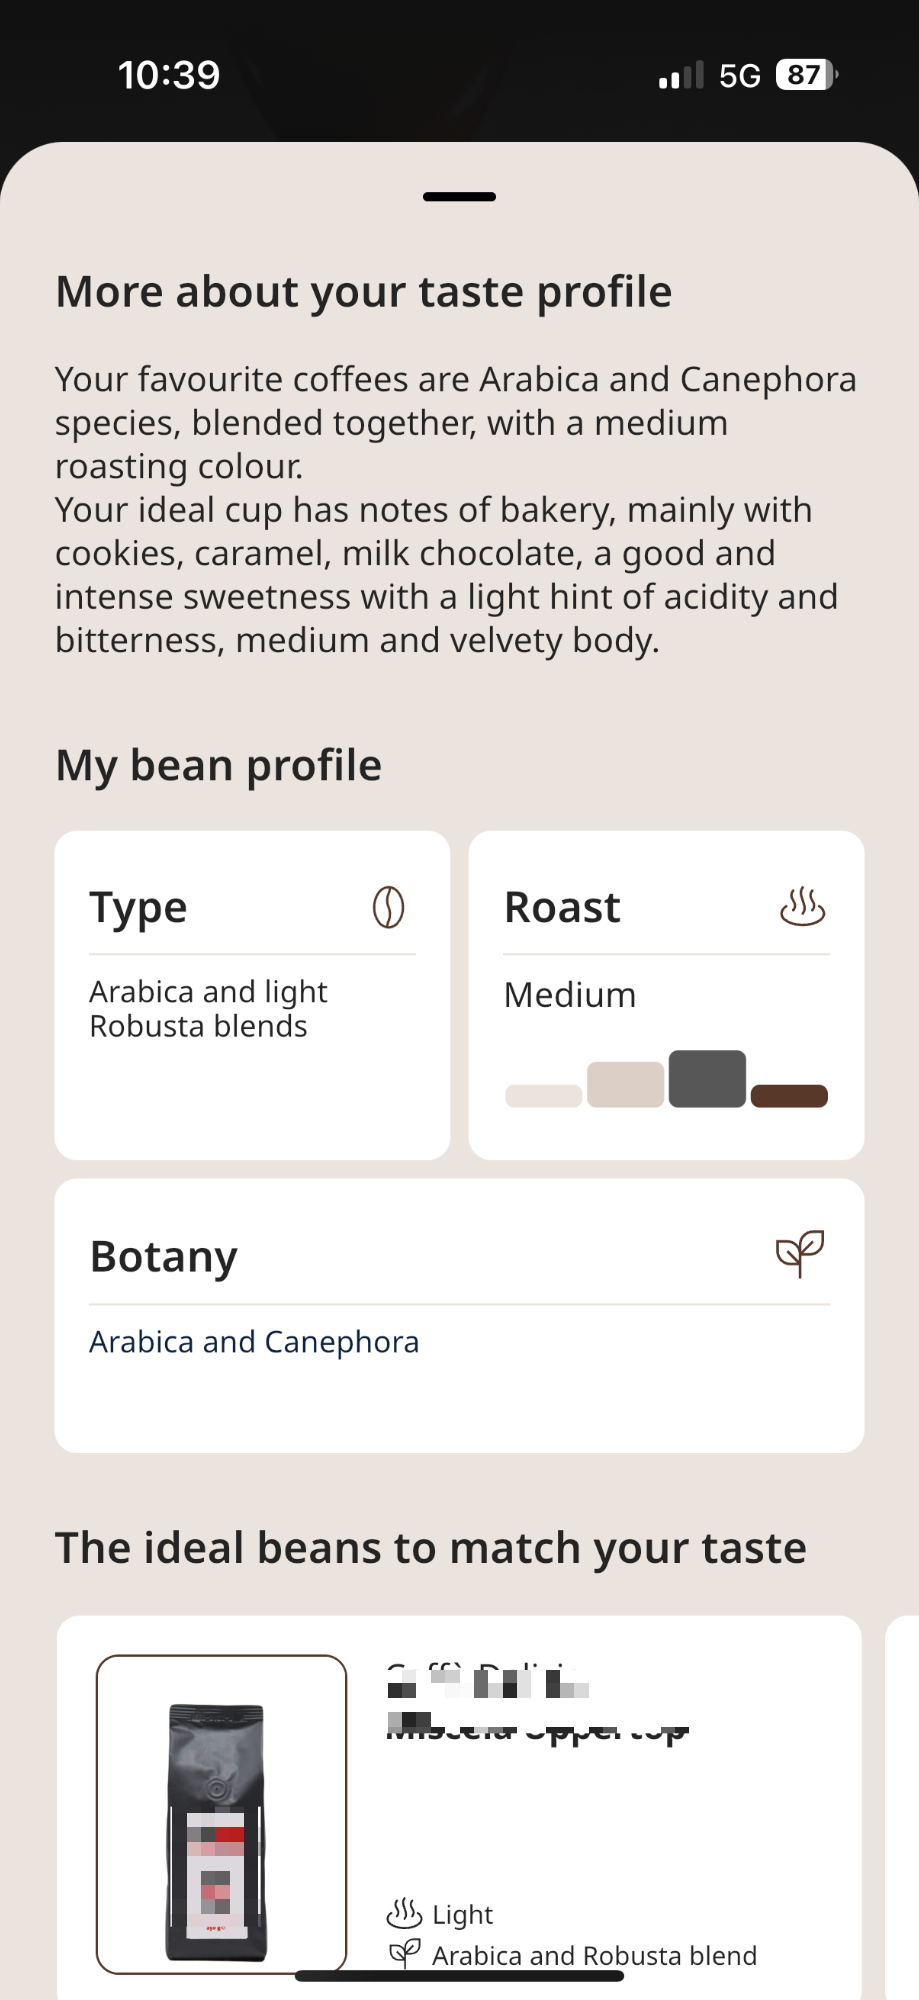 10:39
5G
87
More about your taste profile
Your favourite coffees are Arabica and Canephora
species, blended together, with a medium
roasting colour.
Your ideal cup has notes of bakery, mainly with
cookies, caramel, milk chocolate, a good and
intense sweetness with a light hint of acidity and
bitterness, medium and velvety body.
My bean profile
Type
Roast
Arabica and light
Robusta blends
Medium
Botany
Arabica and Canephora
The ideal beans to match your taste
Light
Arabica and Robusta blend